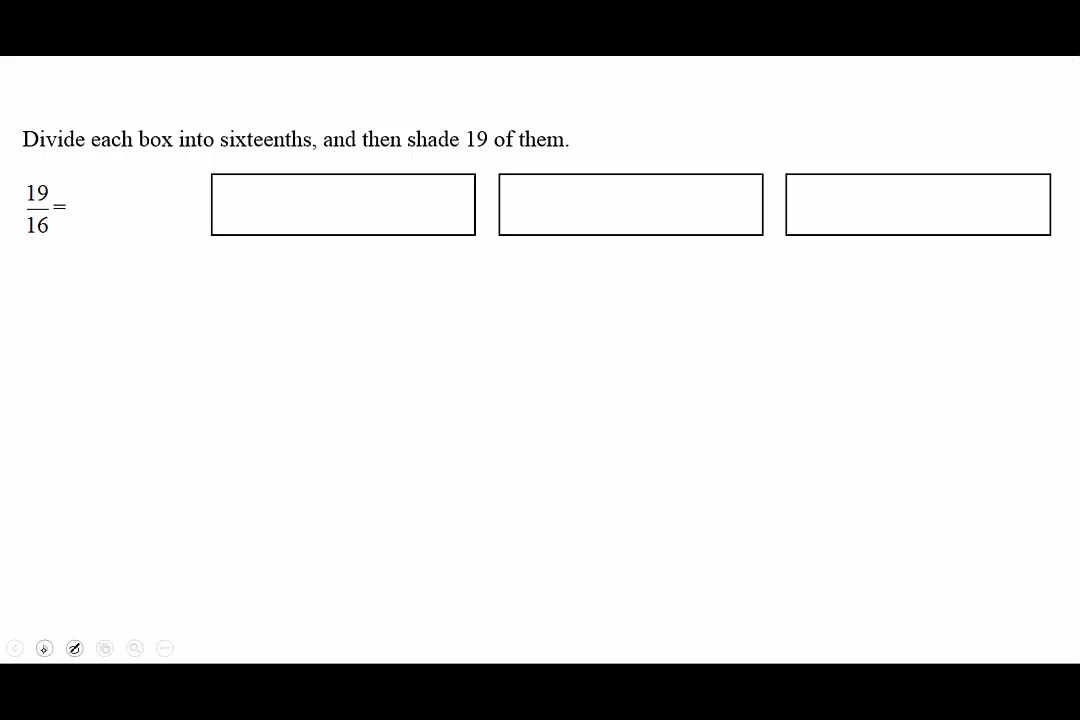 Divide each box into sixteenths, and then shade 19 of them.
19
16
=